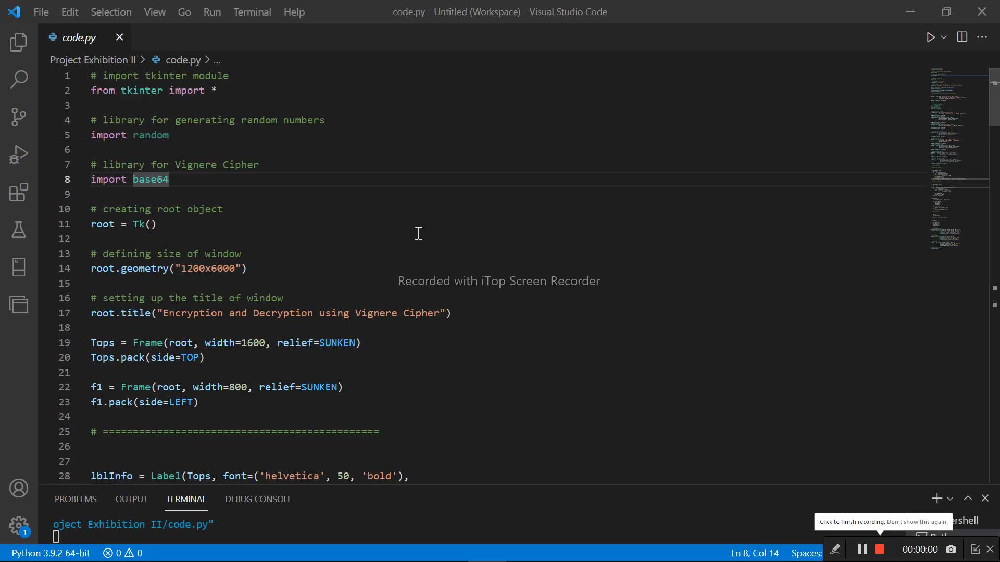 File Edit Selection View Go Run Terminal Help code.py - Untitled (Workspace) - Visual Studio Code
code.py
Project Exhibition II > code.py > ...
1 # import tkinter module
2 from tkinter import *
3
4 # library for generating random numbers
5 import random
6
7 # library for Vignere Cipher
8 import base64
9
10 # creating root object
11 root = Tk()
12
13 # defining size of window
14 root.geometry("1200x6000")
15
Recorded with iTop Screen Recorder
16 # setting up the title of window
17 root.title("Encryption and Decryption using Vignere Cipher")
18
19 Tops = Frame(root, width=1600, relief=SUNKEN)
20 Tops.pack(side=TOP)
21
22 f1 = Frame(root, width=800, relief=SUNKEN)
23 f1.pack(side=LEFT)
24
25 # ==============================================
26
27
28 lblInfo = Label(Tops, font=('helvetica', 50, 'bold'),
PROBLEMS OUTPUT TERMINAL DEBUG CONSOLE
oject Exhibition II/code.py"
Click to finish recording. Don't show this again. ershell
1
Python 3.9.2 64-bit 0 0 Ln 8, Col 14 Spaces: 00:00:00